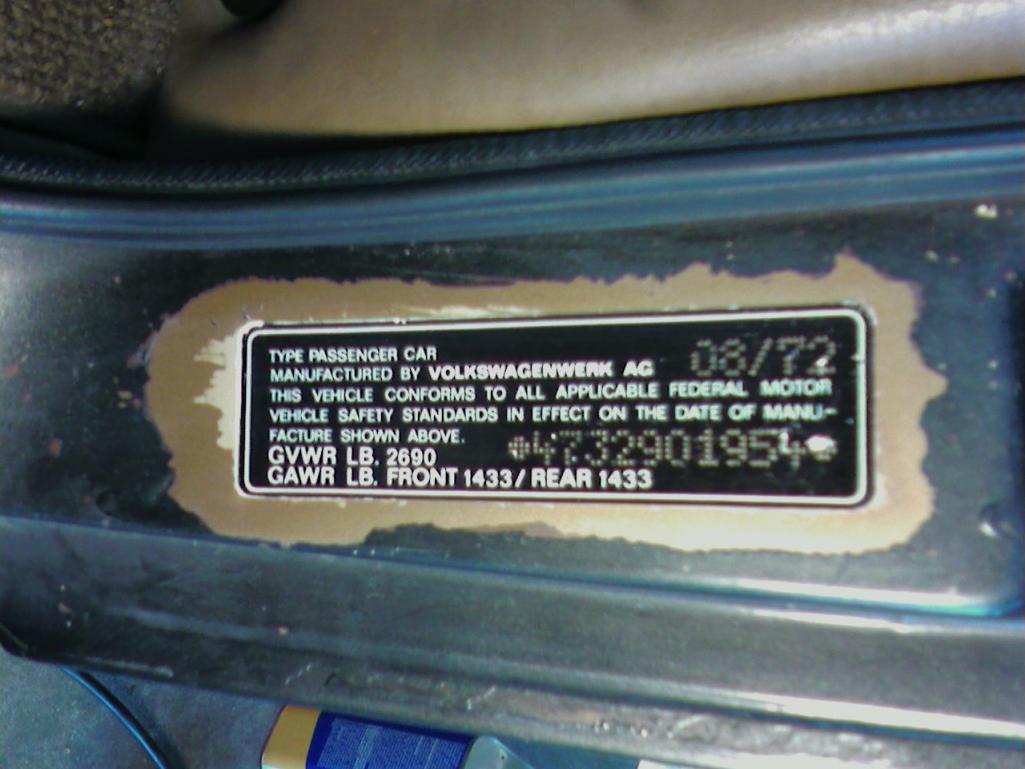 TYPE PASSENGER CAR 08/72
MANUFACTURED BY VOLKSWAGENWERK AG
THIS VEHICLE CONFORMS TO ALL APPLICABLE FEDERAL MOTOR
VEHICLE SAFETY STANDARDS IN EFFECT ON THE DATE OF MANU-
FACTURE SHOWN ABOVE. *4732901954*
GVWR LB. 2690
GAWR LB. FRONT 1433/ REAR 1433